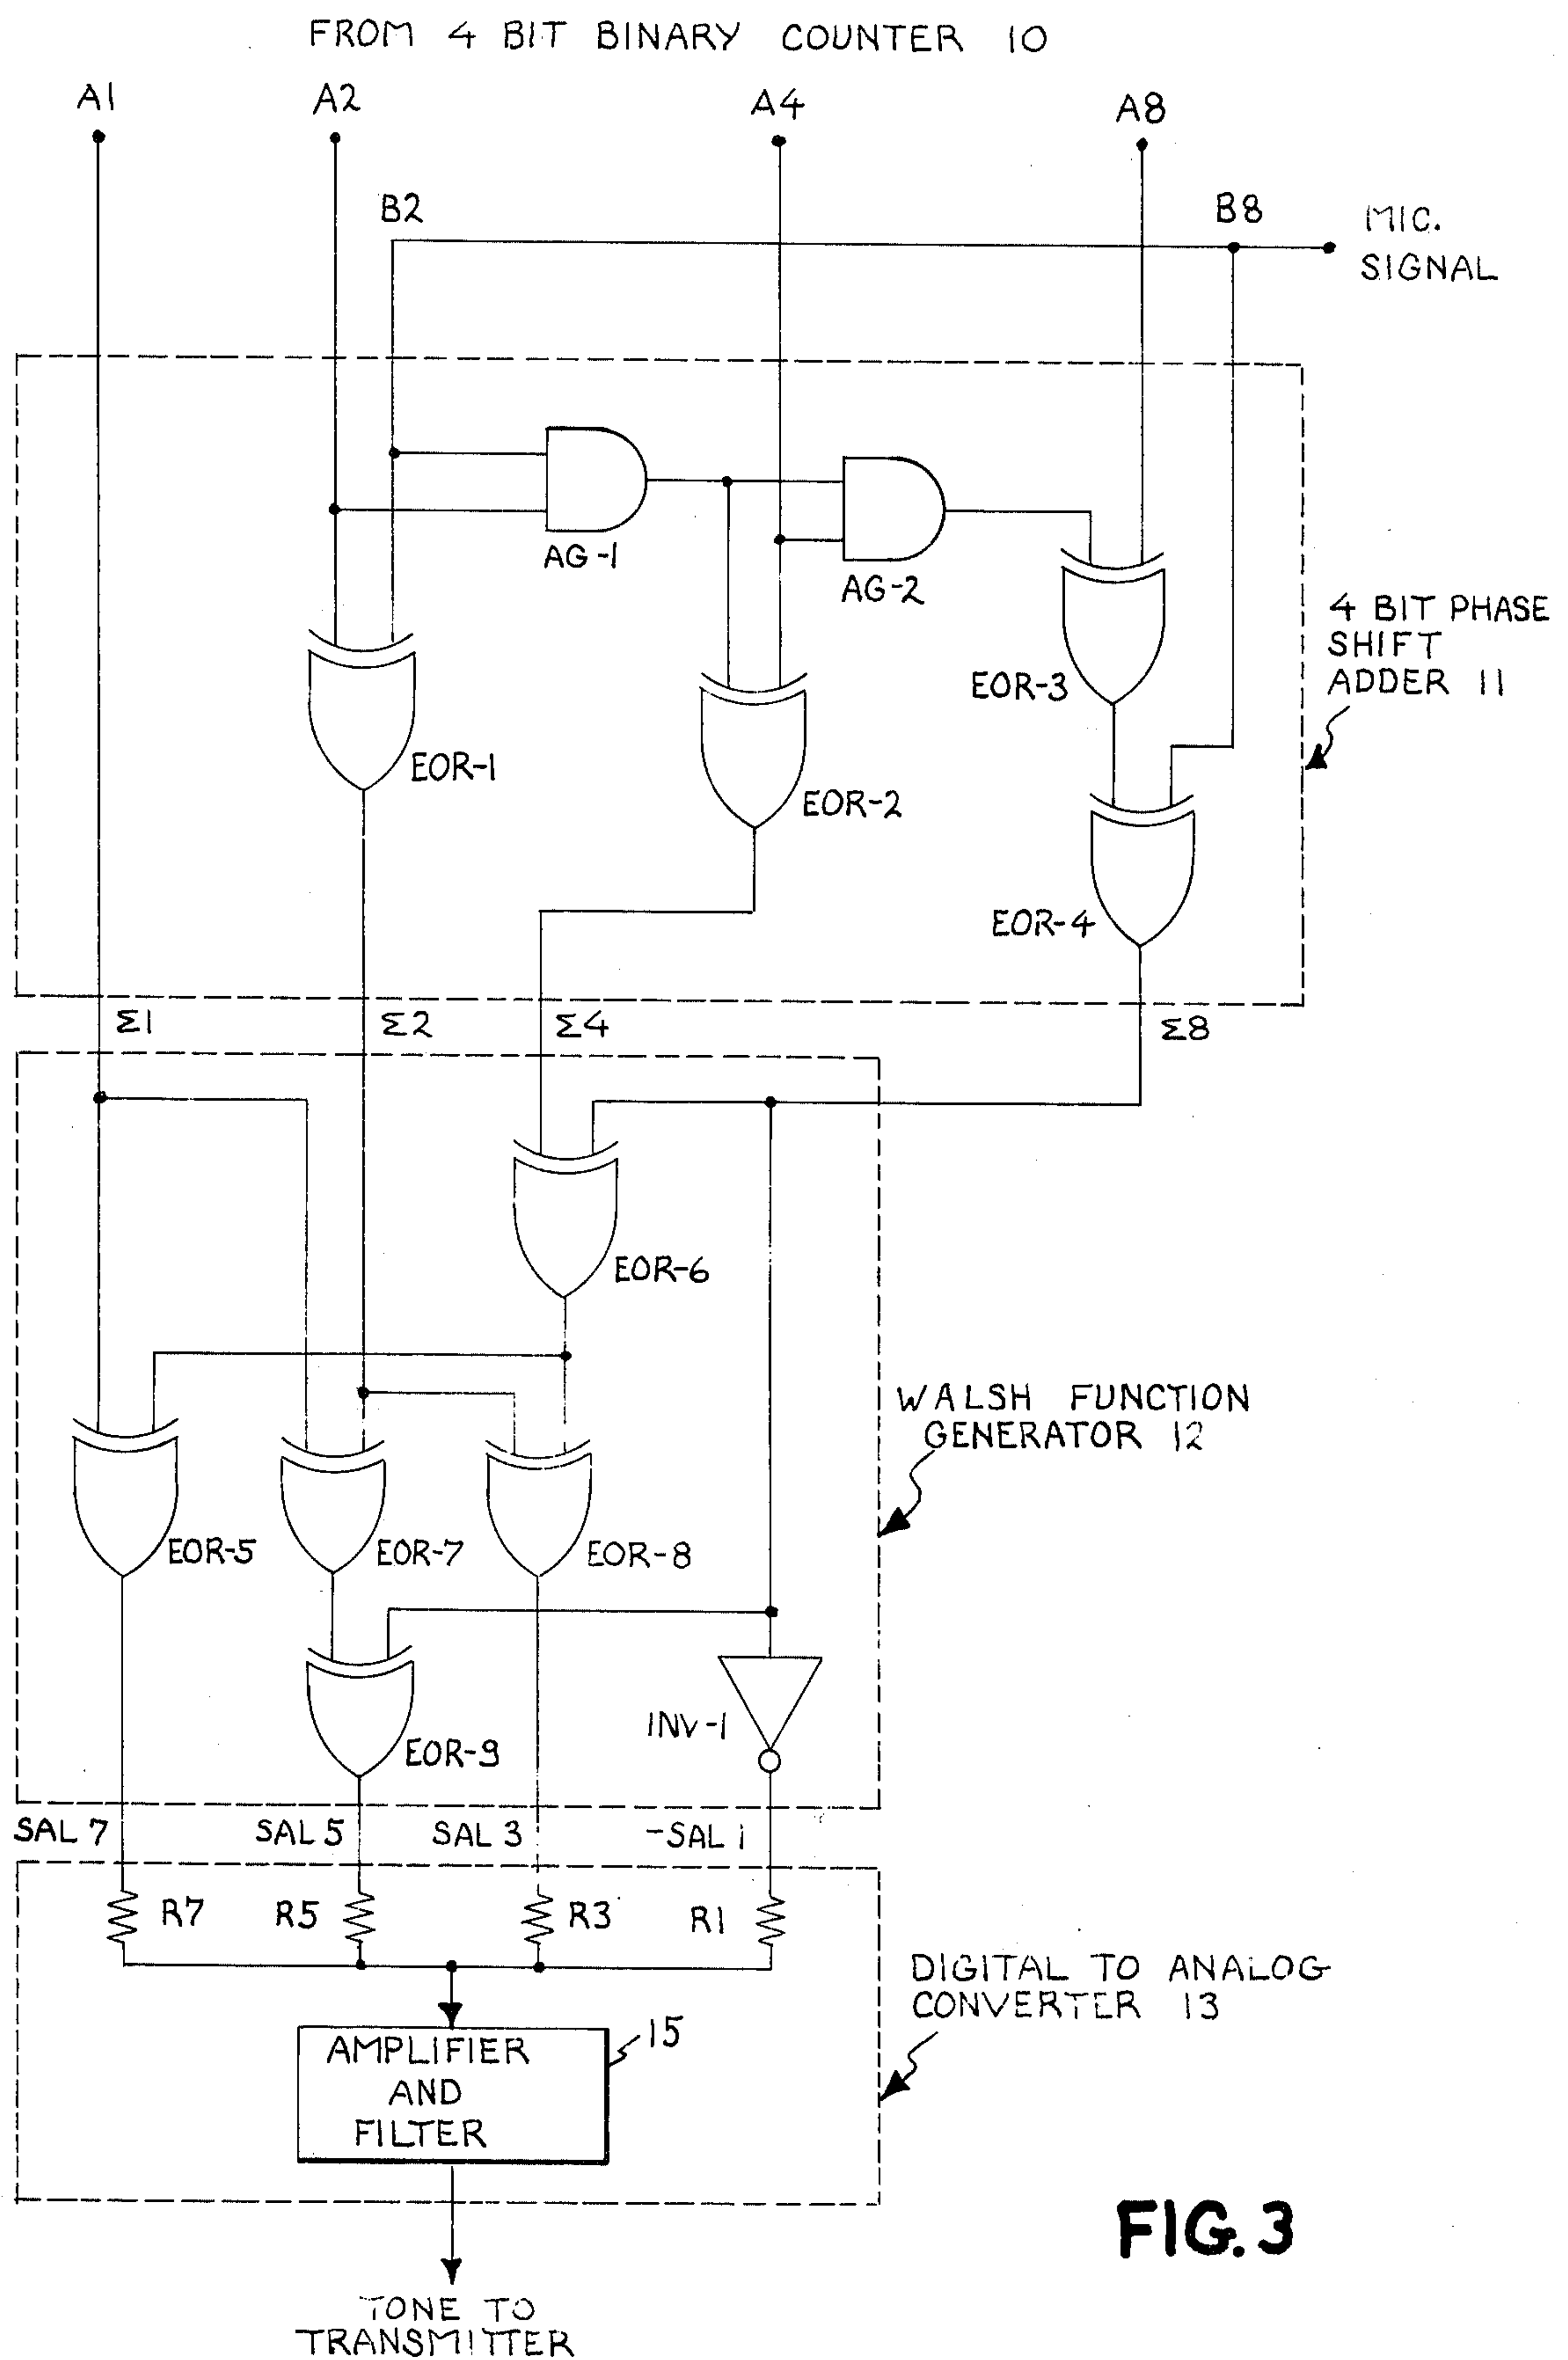 FROM 4 BIT BINARY COUNTER 10
A1
A2
A4
A8
B2
B8
MIC.
SIGNAL
AG-1
AG-2
4 BIT PHASE
SHIFT
ADDER 11
EOR-3
EOR-1
EOR-2
EOR-4
Σ1
Σ2
Σ4
Σ8
EOR-6
WALSH FUNCTION
GENERATOR 12
EOR-5
EOR-7
EOR-8
INV-1
EOR-9
SAL 7
SAL 5
SAL 3
-SAL 1
R7
R5
R3
R1
DIGITAL TO ANALOG
CONVERTER 13
15
AMPLIFIER
AND
FILTER
FIG. 3
TONE TO
TRANSMITTER